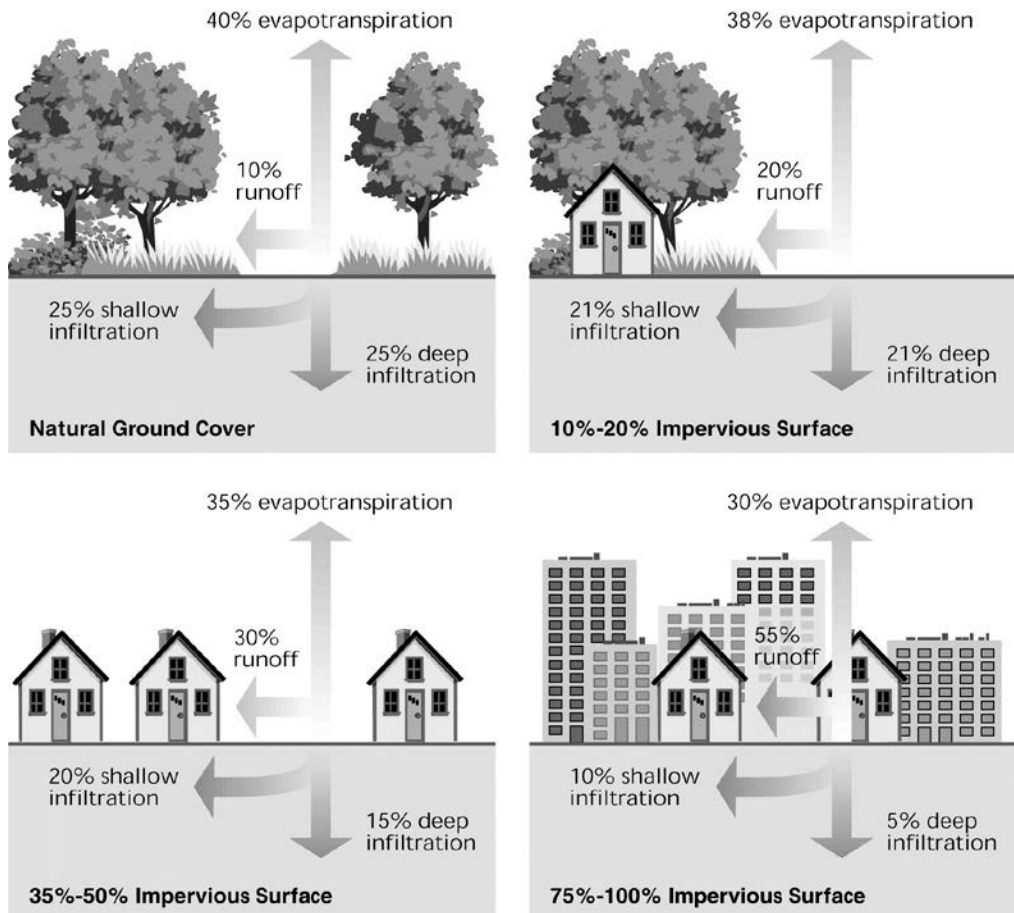 40% evapotranspiration
10%
runoff
25% shallow
infiltration
25% deep
infiltration
Natural Ground Cover
38% evapotranspiration
20%
runoff
21% shallow
infiltration
21% deep
infiltration
10%-20% Impervious Surface
35% evapotranspiration
30%
runoff
20% shallow
infiltration
15% deep
infiltration
35%-50% Impervious Surface
30% evapotranspiration
55%
runoff
10% shallow
infiltration
5% deep
infiltration
75%-100% Impervious Surface